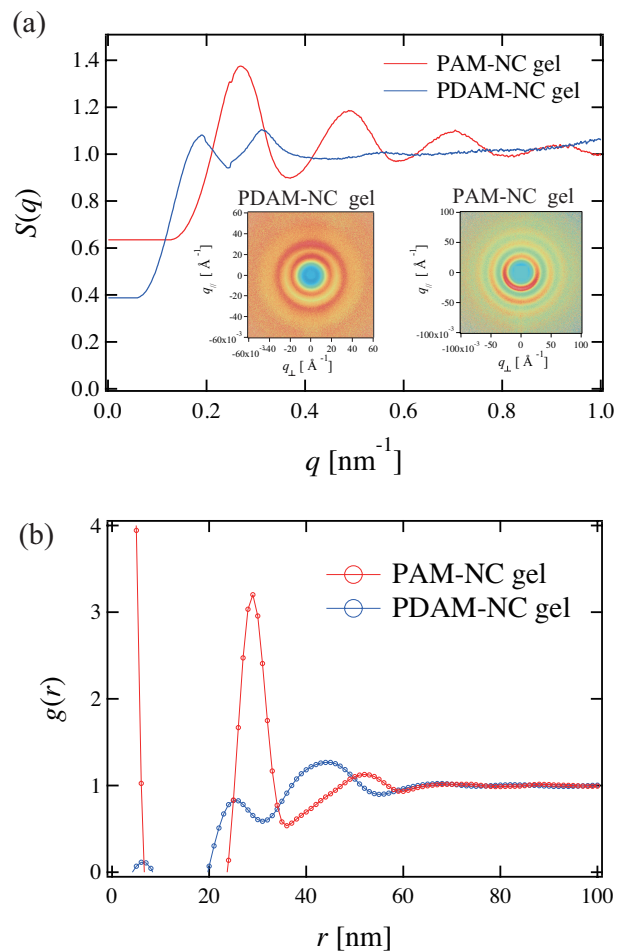 (a)
1.4
1.2
1.0
0.8
0.6
0.4
0.2
0.0
S(q)
PAM-NC gel
PDAM-NC gel
PDAM-NC gel
PAM-NC gel
60
40
20
0
-20
-40
-60x10⁻³
q// [ Å⁻¹]
-60x10⁻³
-40
-20
0
20
40
60
q⊥ [ Å⁻¹]
100
50
0
-50
-100x10⁻³
q// [ Å⁻¹]
-100x10⁻³
-50
0
50
100
q⊥ [ Å⁻¹]
0.0 0.2 0.4 0.6 0.8 1.0
q [nm⁻¹]
(b)
4
3
2
1
0
g(r)
PAM-NC gel
PDAM-NC gel
0 20 40 60 80 100
r [nm]